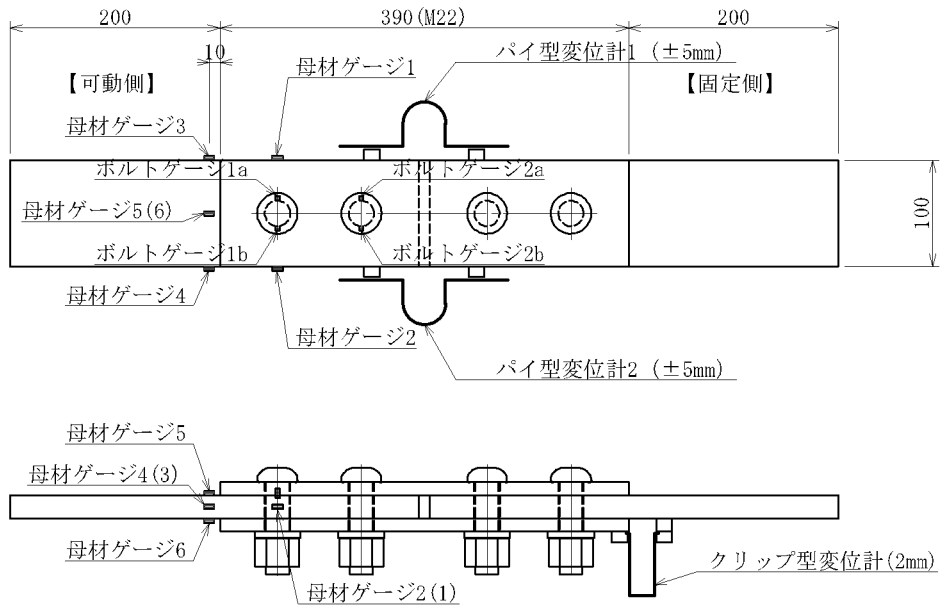 200
390(M22)
200
10
パイ型変位計1 (±5mm)
【可動側】
母材ゲージ1
【固定側】
母材ゲージ3
ボルトゲージ1a
ボルトゲージ2a
母材ゲージ5(6)
100
ボルトゲージ1b
ボルトゲージ2b
母材ゲージ4
母材ゲージ2
パイ型変位計2 (±5mm)
母材ゲージ5
母材ゲージ4(3)
母材ゲージ6
クリップ型変位計(2mm)
母材ゲージ2(1)